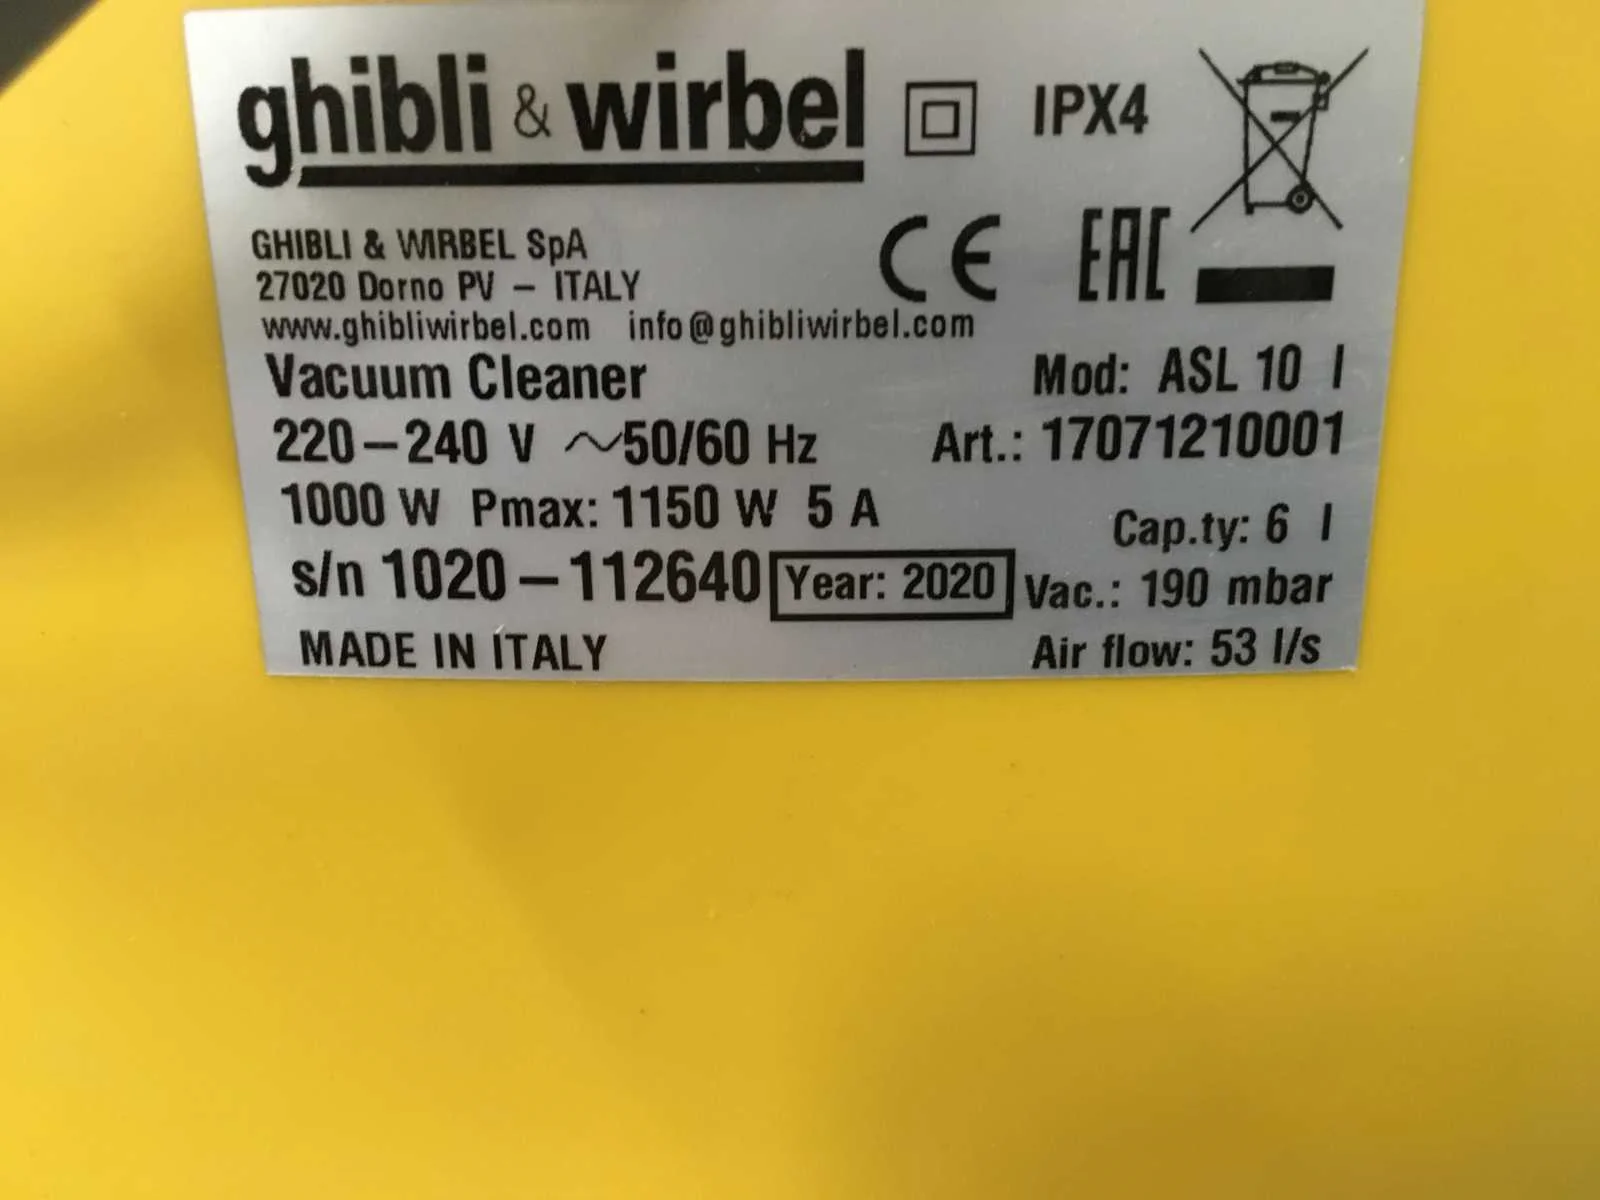 ghibli & wirbel IPX4
GHIBLI & WIRBEL SpA
27020 Dorno PV – ITALY
CE EAC
www.ghibliwirbel.com info@ghibliwirbel.com
Vacuum Cleaner Mod: ASL 10 I
220–240 V ~50/60 Hz Art.: 17071210001
1000 W Pmax: 1150 W 5 A Cap.ty: 6 l
s/n 1020–112640 Year: 2020 Vac.: 190 mbar
MADE IN ITALY Air flow: 53 l/s